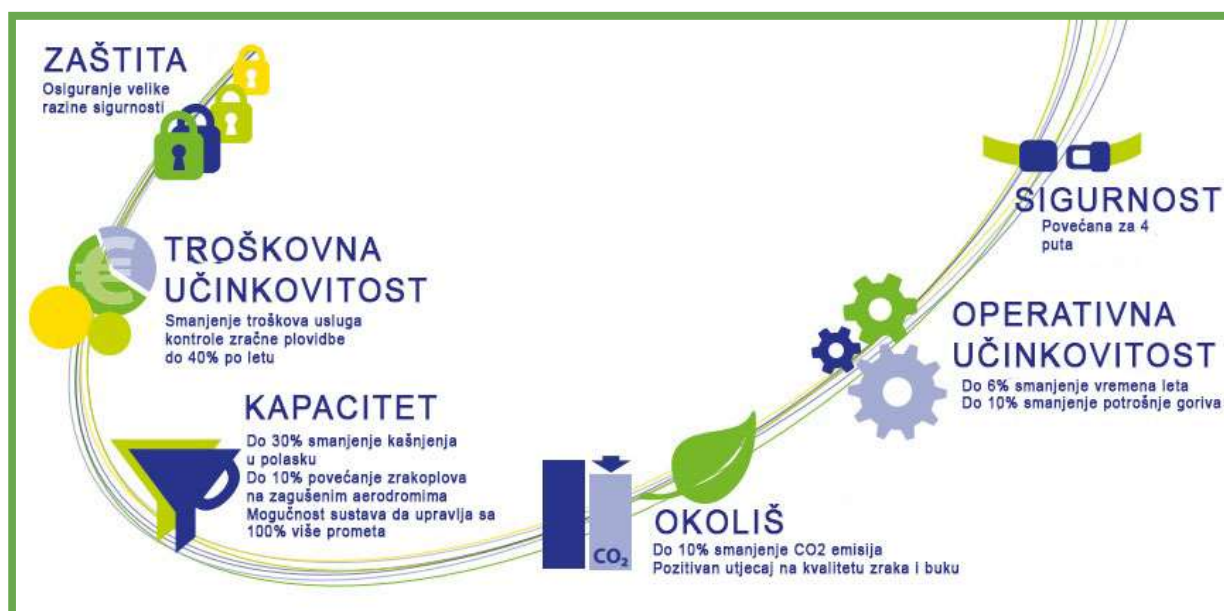 ZAŠTITA
Osiguranje velike
razine sigurnosti
TROŠKOVNA
UČINKOVITOST
Smanjenje troškova usluga
kontrole zračne plovidbe
do 40% po letu
KAPACITET
Do 30% smanjenje kašnjenja
u polasku
Do 10% povećanje zrakoplova
na zagušenim aerodromima
Mogučnost sustava da upravlja sa
100% više prometa
CO₂
OKOLIŠ
Do 10% smanjenje CO2 emisija
Pozitivan utjecaj na kvalitetu zraka i buku
OPERATIVNA
UČINKOVITOST
Do 6% smanjenje vremena leta
Do 10% smanjenje potrošnje goriva
SIGURNOST
Povećana za 4
puta